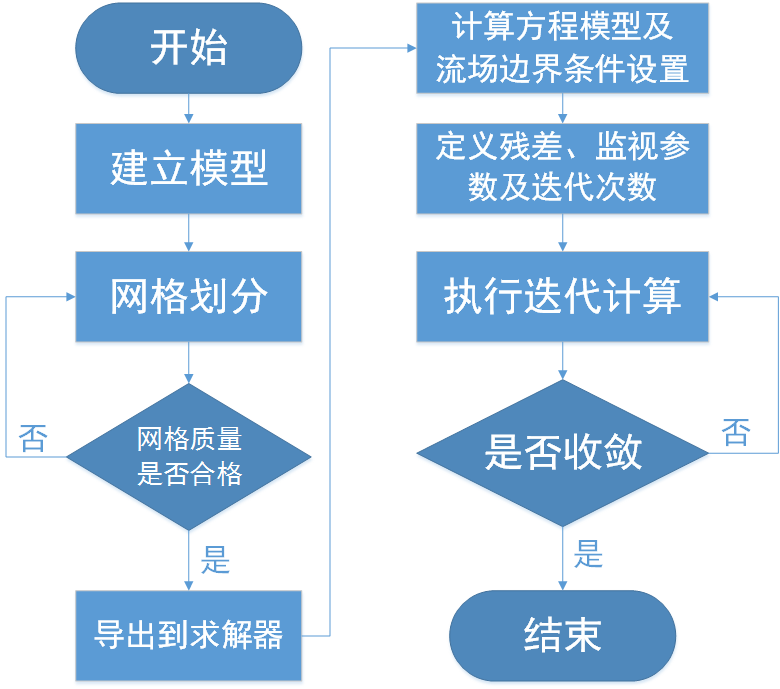 开始
建立模型
网格划分
网格质量
是否合格
否
是
导出到求解器
计算方程模型及
流场边界条件设置
定义残差、监视参
数及迭代次数
执行迭代计算
是否收敛
否
是
结束